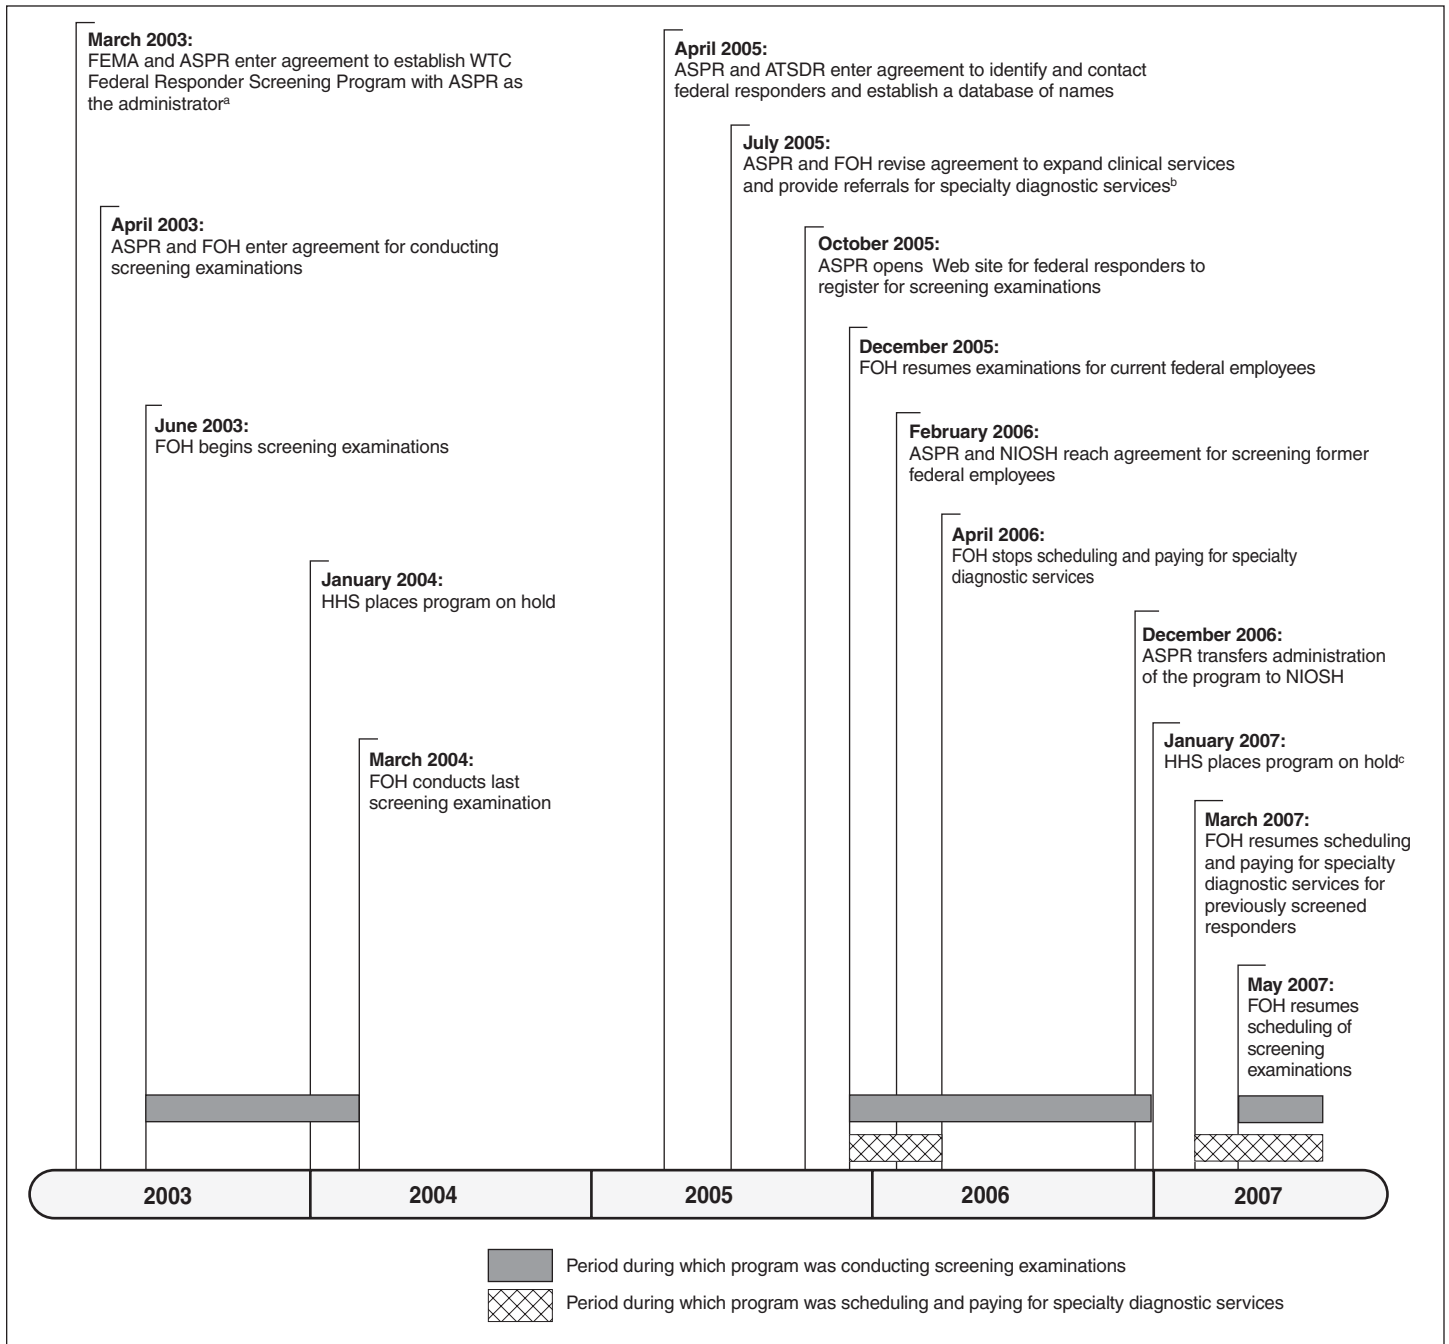 March 2003:
FEMA and ASPR enter agreement to establish WTC
Federal Responder Screening Program with ASPR as
the administratorᵃ
April 2003:
ASPR and FOH enter agreement for conducting
screening examinations
June 2003:
FOH begins screening examinations
January 2004:
HHS places program on hold
March 2004:
FOH conducts last
screening examination
April 2005:
ASPR and ATSDR enter agreement to identify and contact
federal responders and establish a database of names
July 2005:
ASPR and FOH revise agreement to expand clinical services
and provide referrals for specialty diagnostic servicesᵇ
October 2005:
ASPR opens Web site for federal responders to
register for screening examinations
December 2005:
FOH resumes examinations for current federal employees
February 2006:
ASPR and NIOSH reach agreement for screening former
federal employees
April 2006:
FOH stops scheduling and paying for specialty
diagnostic services
December 2006:
ASPR transfers administration
of the program to NIOSH
January 2007:
HHS places program on holdᶜ
March 2007:
FOH resumes scheduling
and paying for specialty
diagnostic services for
previously screened
responders
May 2007:
FOH resumes
scheduling of
screening
examinations
2003 2004 2005 2006 2007
Period during which program was conducting screening examinations
Period during which program was scheduling and paying for specialty diagnostic services